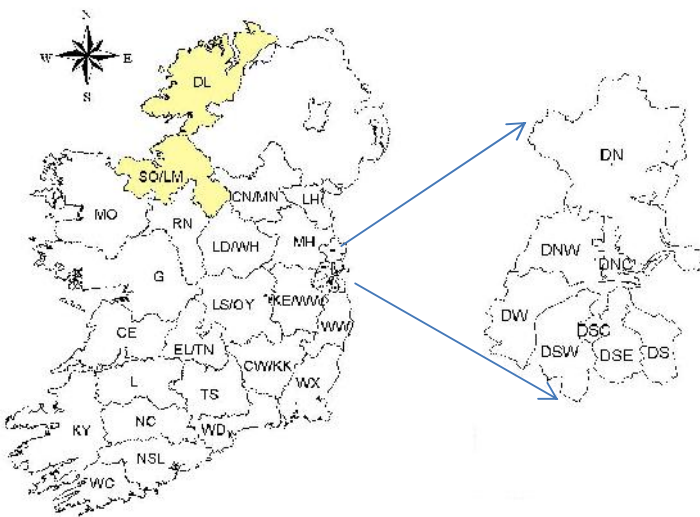 N
W E
S
DL
SO/LM
CN/MN
LH
MO
RN
LD/WH
MH
G
LS/OY
KE/WW
WW
CE
EL/TN
CW/KK
L
TS
WX
KY
NC
WD
NSL
WC
DN
DNW
DNC
DW
DSC
DSW
DSE
DS